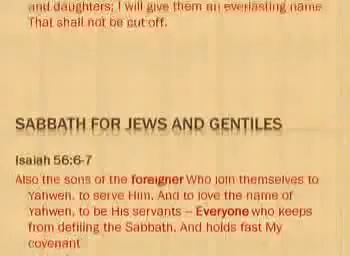 and daughters; I will give them an everlasting name
That shall not be cut off.
SABBATH FOR JEWS AND GENTILES
Isaiah 56:6-7
Also the sons of the foreigner Who join themselves to
Yahweh, to serve Him, And to love the name of
Yahweh, to be His servants – Everyone who keeps
from defiling the Sabbath, And holds fast My
covenant